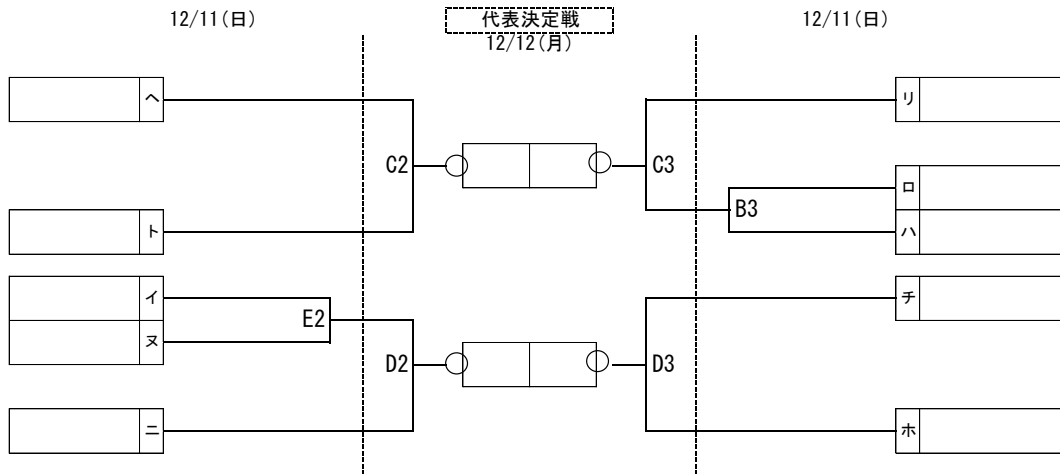 12/11(日)
代表決定戦
12/12(月)
12/11(日)
ヘ
リ
C2
C3
ロ
B3
ト
ハ
イ
チ
E2
ヌ
D2
D3
ニ
ホ